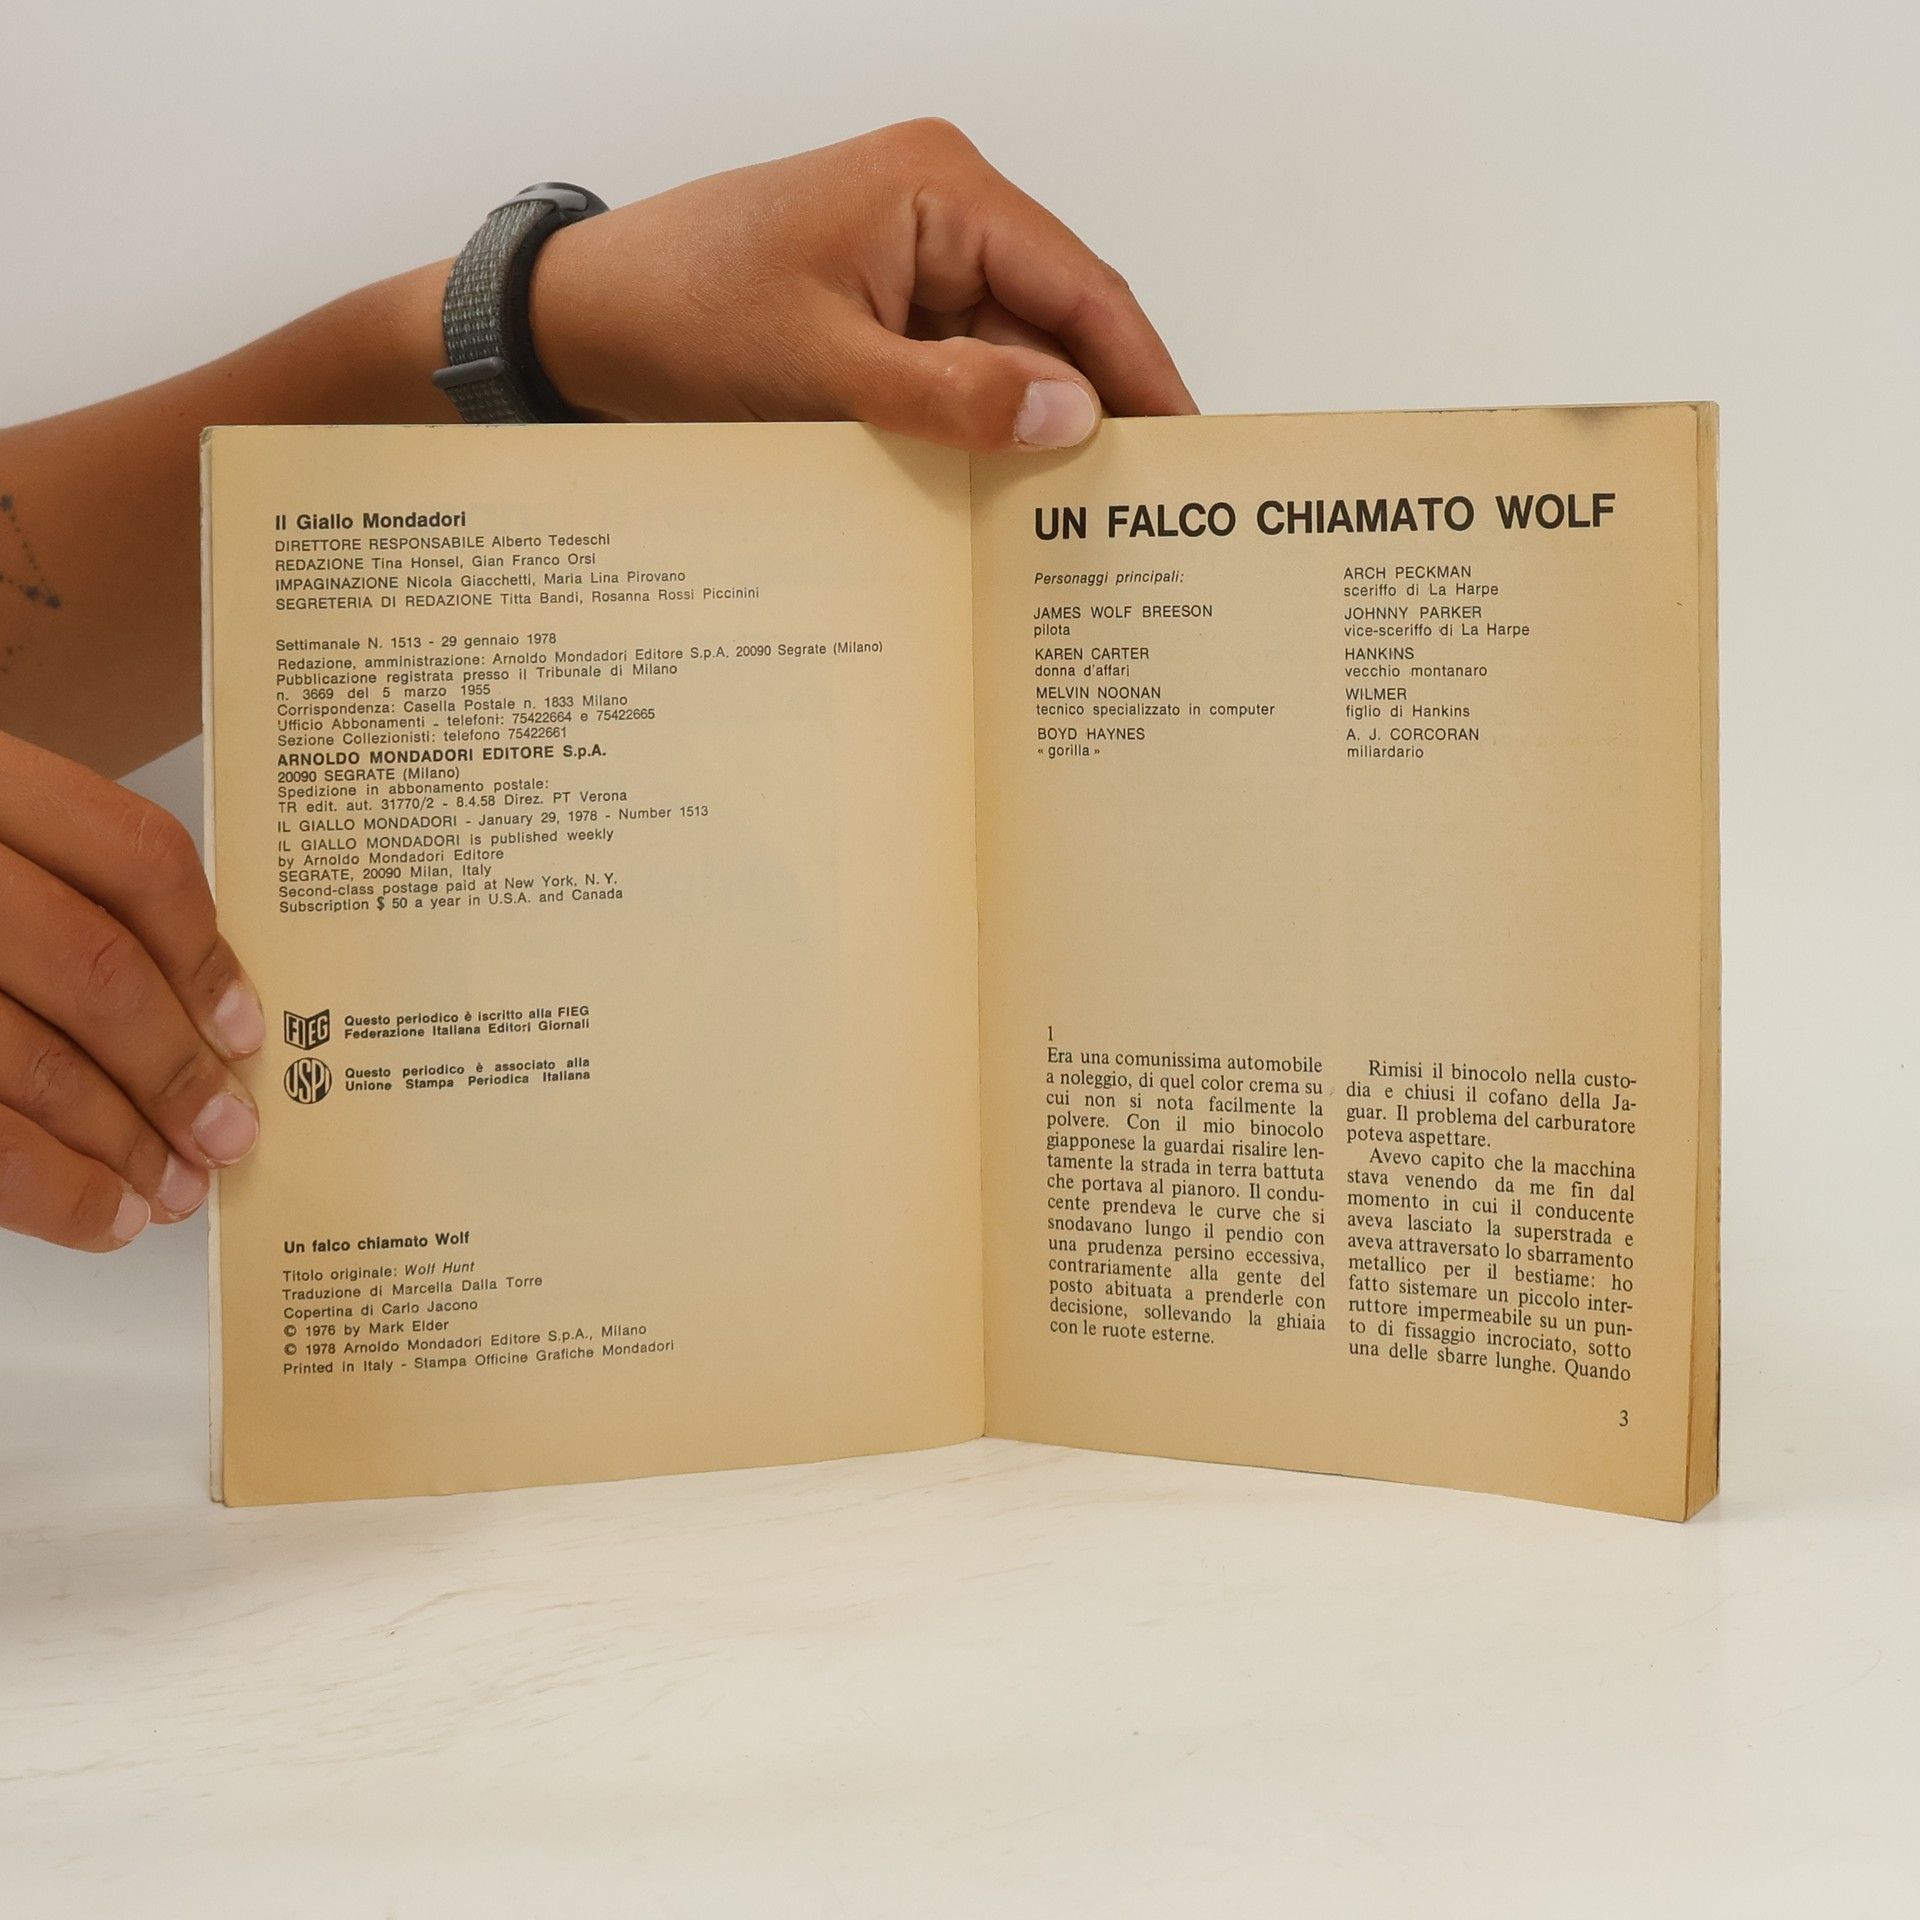 Il Giallo Mondadori
DIRETTORE RESPONSABILE Alberto Tedeschi
REDAZIONE Tina Honsel, Gian Franco Orsi
IMPAGINAZIONE Nicola Giacchetti, Maria Lina Pirovano
SEGRETERIA DI REDAZIONE Titta Bandi, Rosanna Rossi Piccinini
Settimanale N. 1513 - 29 gennaio 1978
Redazione, amministrazione: Arnoldo Mondadori Editore S.p.A. 20090 Segrate (Milano)
Pubblicazione registrata presso il Tribunale di Milano
n. 3669 del 5 marzo 1955
Corrispondenza: Casella Postale n. 1833 Milano
Ufficio Abbonamenti - telefoni: 75422664 e 75422665
Sezione Collezionisti: telefono 75422661
ARNOLDO MONDADORI EDITORE S.p.A.
20090 SEGRATE (Milano)
Spedizione in abbonamento postale:
TR edit. aut. 31770/2 - 8.4.58 Direz. PT Verona
IL GIALLO MONDADORI - January 29, 1978 - Number 1513
IL GIALLO MONDADORI is published weekly
by Arnoldo Mondadori Editore
SEGRATE, 20090 Milan, Italy
Second-class postage paid at New York, N. Y.
Subscription $ 50 a year in U.S.A. and Canada
FIEG
Questo periodico è iscritto alla FIEG
Federazione Italiana Editori Giornali
USPI
Questo periodico è associato alla
Unione Stampa Periodica Italiana
Un falco chiamato Wolf
Titolo originale: Wolf Hunt
Traduzione di Marcella Dalla Torre
Copertina di Carlo Jacono
© 1976 by Mark Elder
© 1978 Arnoldo Mondadori Editore S.p.A., Milano
Printed in Italy - Stampa Officine Grafiche Mondadori
UN FALCO CHIAMATO WOLF
Personaggi principali:
JAMES WOLF BREESON
pilota
KAREN CARTER
donna d'affari
MELVIN NOONAN
tecnico specializzato in computer
BOYD HAYNES
« gorilla »
ARCH PECKMAN
sceriffo di La Harpe
JOHNNY PARKER
vice-sceriffo di La Harpe
HANKINS
vecchio montanaro
WILMER
figlio di Hankins
A. J. CORCORAN
miliardario
1
Era una comunissima automobile
a noleggio, di quel color crema su
cui non si nota facilmente la
polvere. Con il mio binocolo
giapponese la guardai risalire len-
tamente la strada in terra battuta
che portava al pianoro. Il condu-
cente prendeva le curve che si
snodavano lungo il pendio con
una prudenza persino eccessiva,
contrariamente alla gente del
posto abituata a prenderle con
decisione, sollevando la ghiaia
con le ruote esterne.
Rimisi il binocolo nella custo-
dia e chiusi il cofano della Ja-
guar. Il problema del carburatore
poteva aspettare.
Avevo capito che la macchina
stava venendo da me fin dal
momento in cui il conducente
aveva lasciato la superstrada e
aveva attraversato lo sbarramento
metallico per il bestiame: ho
fatto sistemare un piccolo inter-
ruttore impermeabile su un pun-
to di fissaggio incrociato, sotto
una delle sbarre lunghe. Quando
3